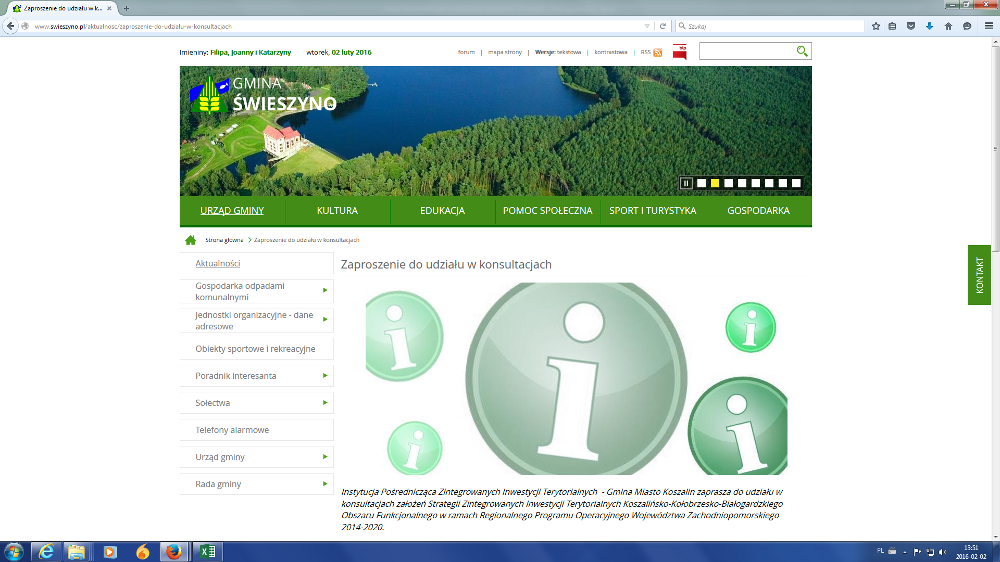 Zaproszenie do udziału w k...
www.swieszyno.pl/aktualnosc/zaproszenie-do-udziału-w-konsultacjach
Szukaj
Imieniny: Filipa, Joanny i Katarzyny
wtorek, 02 luty 2016
forum | mapa strony | Wersje: tekstowa | kontrastowa | RSS
bip
GMINA
ŚWIESZYNO
URZĄD GMINY
KULTURA
EDUKACJA
POMOC SPOŁECZNA
SPORT I TURYSTYKA
GOSPODARKA
Strona główna
Zaproszenie do udziału w konsultacjach
KONTAKT
Aktualności
Gospodarka odpadami
komunalnymi
Jednostki organizacyjne - dane
adresowe
Obiekty sportowe i rekreacyjne
Poradnik interesanta
Sołectwa
Telefony alarmowe
Urząd gminy
Rada gminy
Zaproszenie do udziału w konsultacjach
Instytucja Pośrednicząca Zintegrowanych Inwestycji Terytorialnych - Gmina Miasto Koszalin zaprasza do udziału w
konsultacjach założeń Strategii Zintegrowanych Inwestycji Terytorialnych Koszalińsko-Kołobrzesko-Białogardzkiego
Obszaru Funkcjonalnego w ramach Regionalnego Programu Operacyjnego Województwa Zachodniopomorskiego
2014-2020.
PL
13:51
2016-02-02